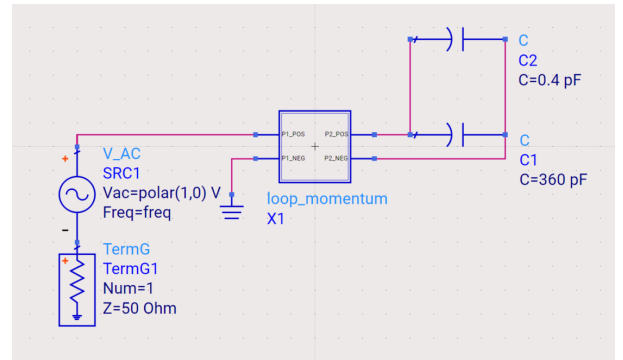 C
C2
C=0.4 pF
P1_POS
P2_POS
C
C1
C=360 pF
P1_NEG
P2_NEG
+
V_AC
SRC1
Vac=polar(1,0) V
Freq=freq
-
loop_momentum
X1
+
TermG
TermG1
Num=1
Z=50 Ohm